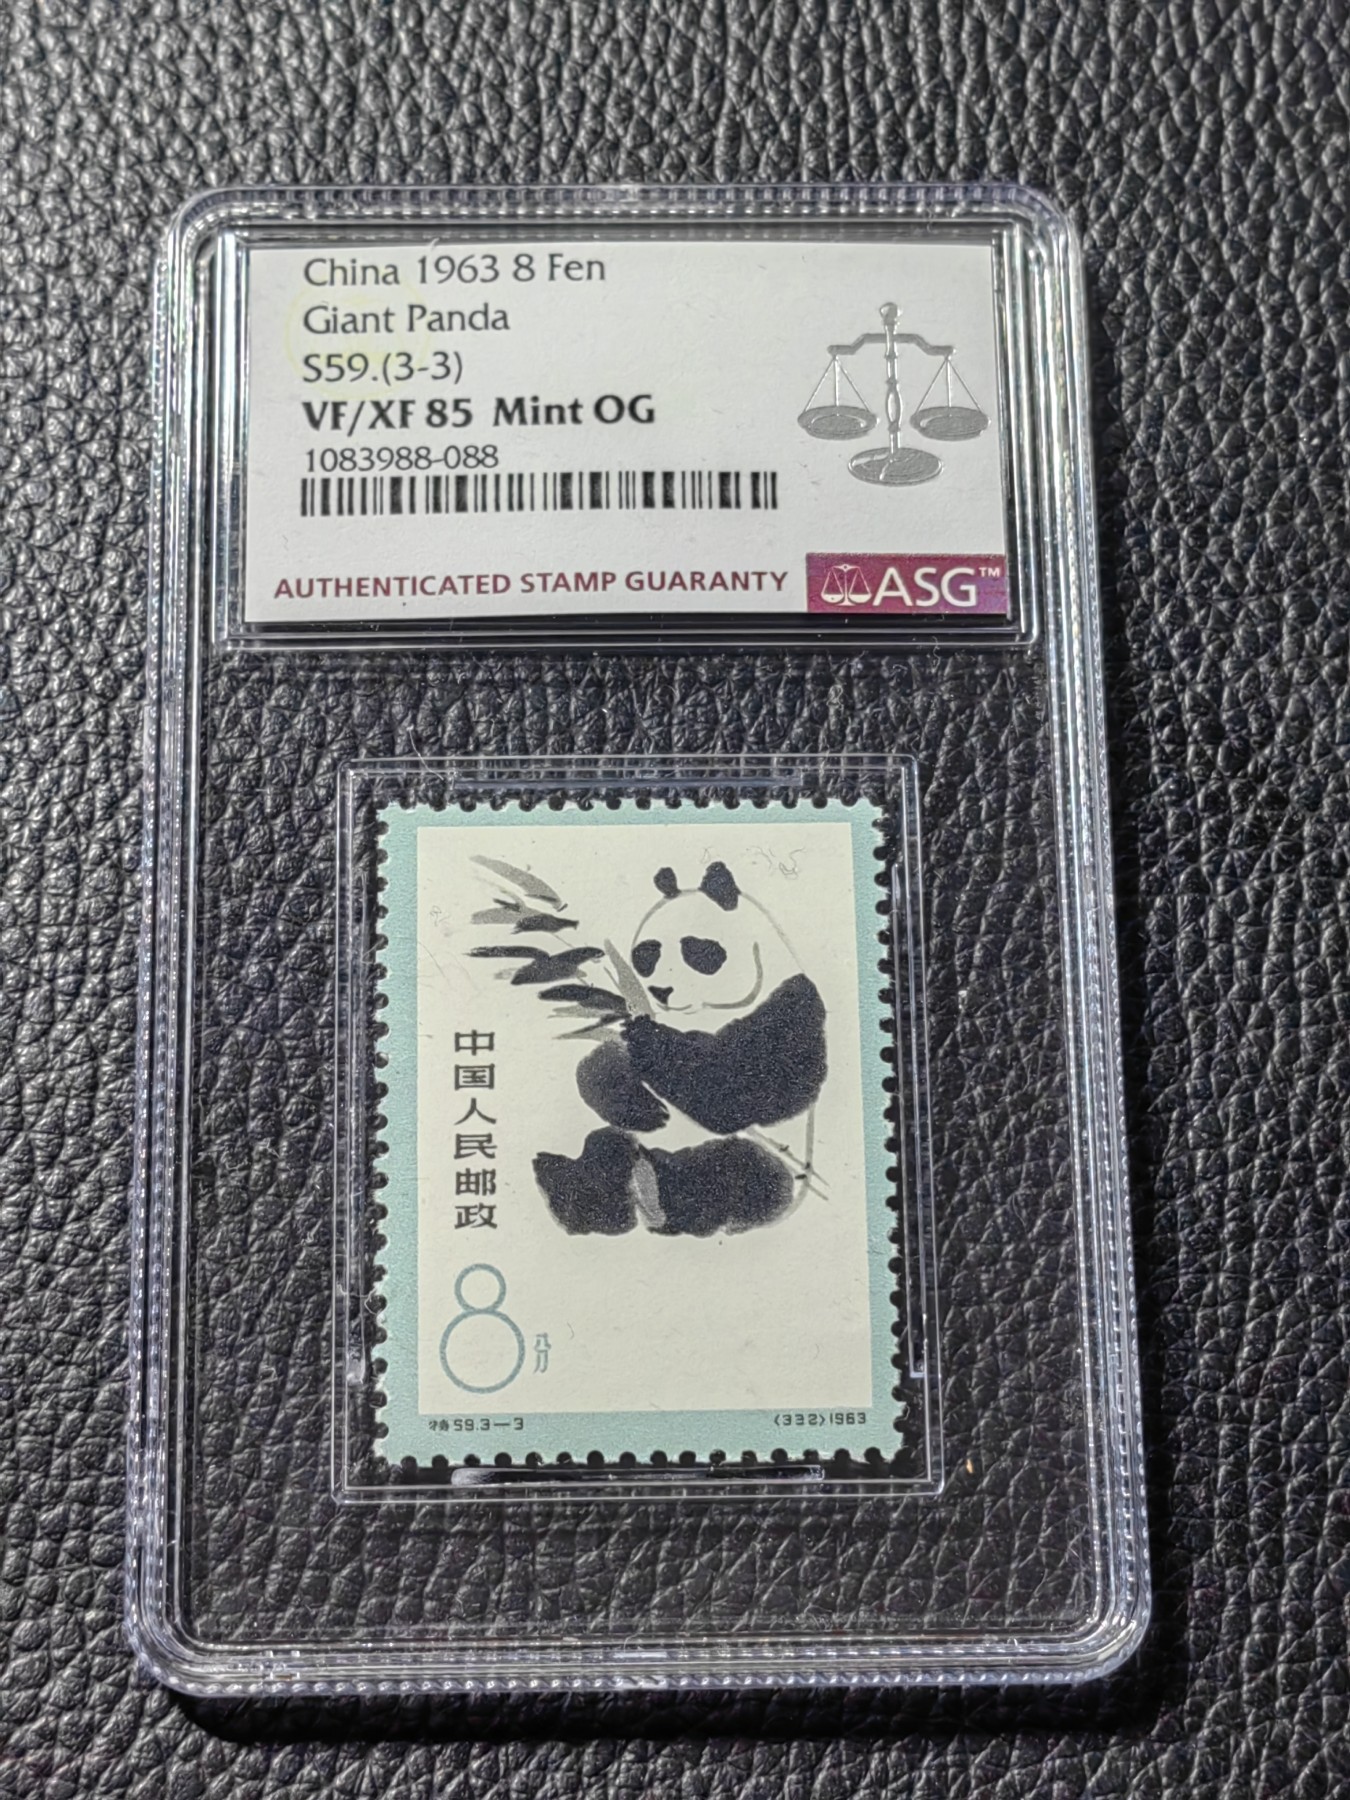 China 1963 8 Fen
Giant Panda
S59.(3-3)
VF/XF 85 Mint OG
1083988-088
AUTHENTICATED STAMP GUARANTY
ASG™
中国人民邮政
8分
特59.3—3
(332)1963